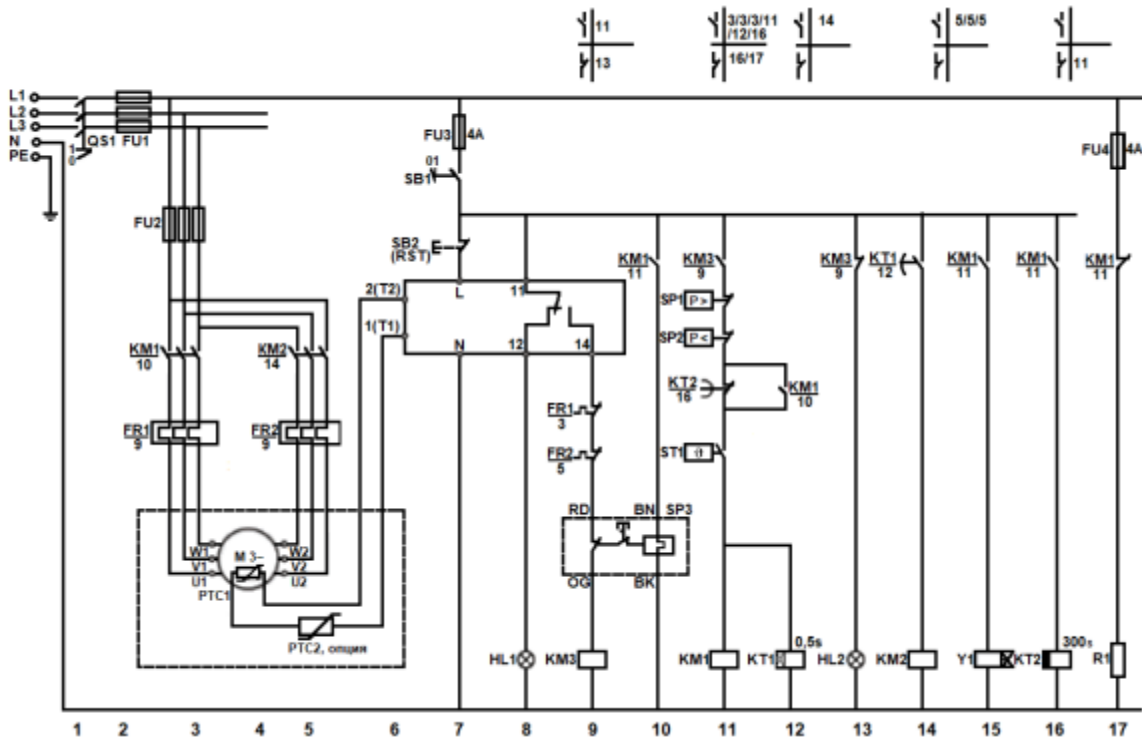 11
13
3/3/3/11
/12/16
16/17
14
5/5/5
11
L1
L2
L3
N
PE
1
0
QS1 FU1
FU3 4A
FU4 4A
01
SB1
FU2
SB2
(RST)
KM1
11
KM3
9
KM3
9
KT1
12
KM1
11
KM1
11
KM1
11
2(T2)
L
11
SP1 P>
1(T1)
SP2 P<
N
12
14
KM1
10
KM2
14
KT2
16
KM1
10
FR1
3
FR1
9
FR2
9
FR2
5
ST1
RD BN SP3
W1 M 3~ W2
V1 V2
U1 U2
PTC1
OG BK
PTC2, опция
0,5s
300s
HL1 KM3 KM1 KT1 HL2 KM2 Y1 KT2 R1
1 2 3 4 5 6 7 8 9 10 11 12 13 14 15 16 17